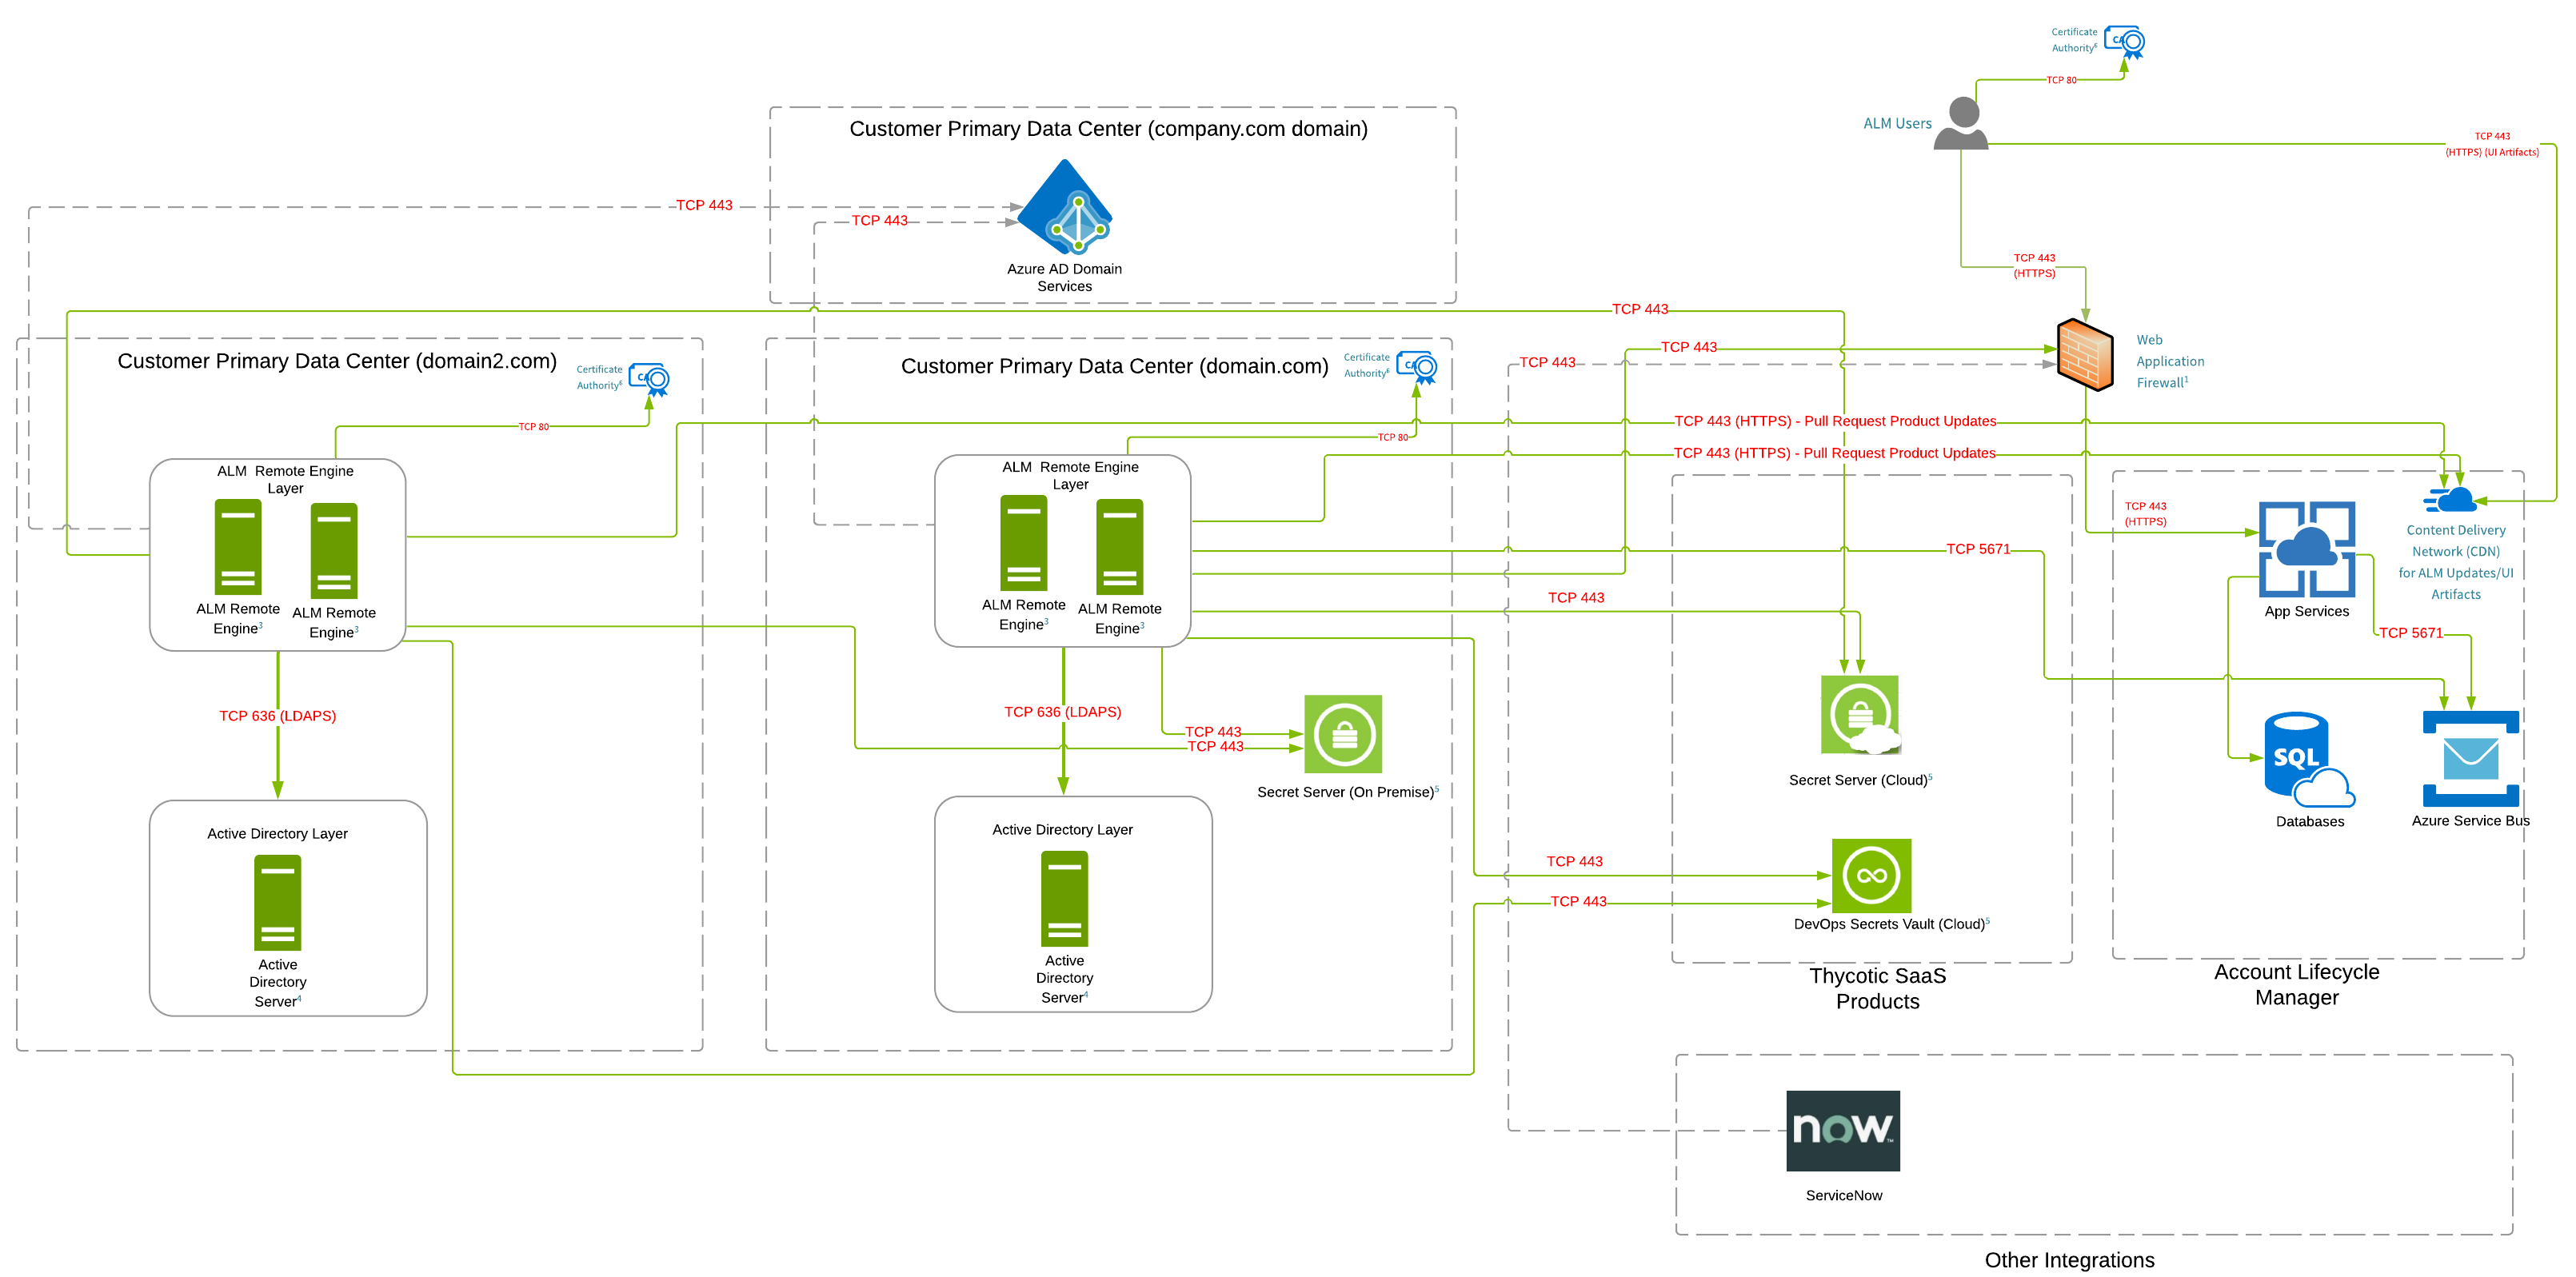 Certificate
Authority6
TCP 80
ALM Users
TCP 443
(HTTPS) (UI Artifacts)
Customer Primary Data Center (company.com domain)
TCP 443
TCP 443
Azure AD Domain
Services
TCP 443
(HTTPS)
TCP 443
TCP 443
TCP 443
Web
Application
Firewall1
Customer Primary Data Center (domain2.com)
Certificate
Authority6
TCP 80
Customer Primary Data Center (domain.com)
Certificate
Authority6
TCP 80
TCP 443 (HTTPS) - Pull Request Product Updates
TCP 443 (HTTPS) - Pull Request Product Updates
ALM  Remote Engine
Layer
ALM Remote
Engine3
ALM Remote
Engine3
ALM  Remote Engine
Layer
ALM Remote
Engine3
ALM Remote
Engine3
TCP 443
(HTTPS)
TCP 5671
TCP 443
App Services
Content Delivery
Network (CDN)
for ALM Updates/UI
Artifacts
TCP 5671
TCP 636 (LDAPS)
TCP 636 (LDAPS)
TCP 443
TCP 443
Secret Server (On Premise)5
Secret Server (Cloud)5
SQL
Databases
Azure Service Bus
Active Directory Layer
Active
Directory
Server4
Active Directory Layer
Active
Directory
Server4
TCP 443
TCP 443
DevOps Secrets Vault (Cloud)5
Thycotic SaaS
Products
Account Lifecycle
Manager
now
ServiceNow
Other Integrations